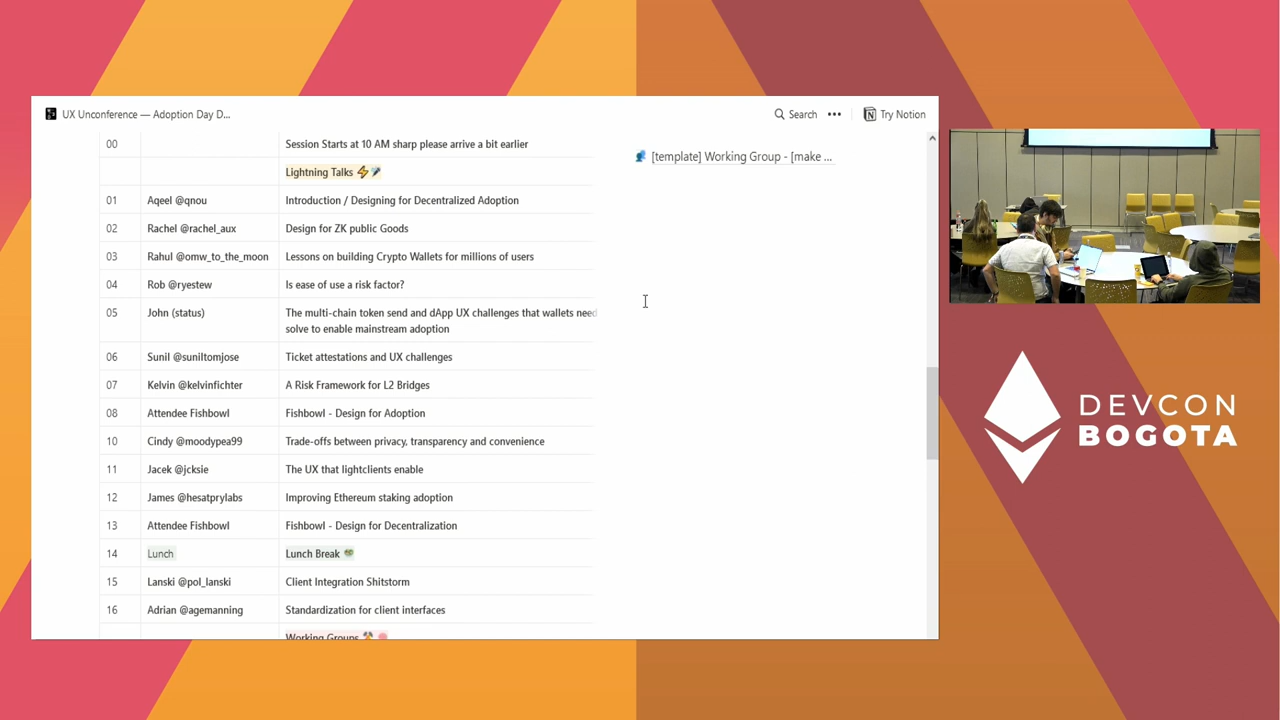 UX Unconference — Adoption Day D...
Search
•••
Try Notion
00 Session Starts at 10 AM sharp please arrive a bit earlier
Lightning Talks ⚡🎤
01 Aqeel @qnou Introduction / Designing for Decentralized Adoption
02 Rachel @rachel_aux Design for ZK public Goods
03 Rahul @omw_to_the_moon Lessons on building Crypto Wallets for millions of users
04 Rob @ryestew Is ease of use a risk factor?
05 John (status) The multi-chain token send and dApp UX challenges that wallets need
solve to enable mainstream adoption
06 Sunil @suniltomjose Ticket attestations and UX challenges
07 Kelvin @kelvinfichter A Risk Framework for L2 Bridges
08 Attendee Fishbowl Fishbowl - Design for Adoption
10 Cindy @moodypea99 Trade-offs between privacy, transparency and convenience
11 Jacek @jcksie The UX that lightclients enable
12 James @hesatprylabs Improving Ethereum staking adoption
13 Attendee Fishbowl Fishbowl - Design for Decentralization
14 Lunch Lunch Break 🥗
15 Lanski @pol_lanski Client Integration Shitstorm
16 Adrian @agemanning Standardization for client interfaces
Working Groups
[template] Working Group - [make ...
DEVCON
BOGOTA